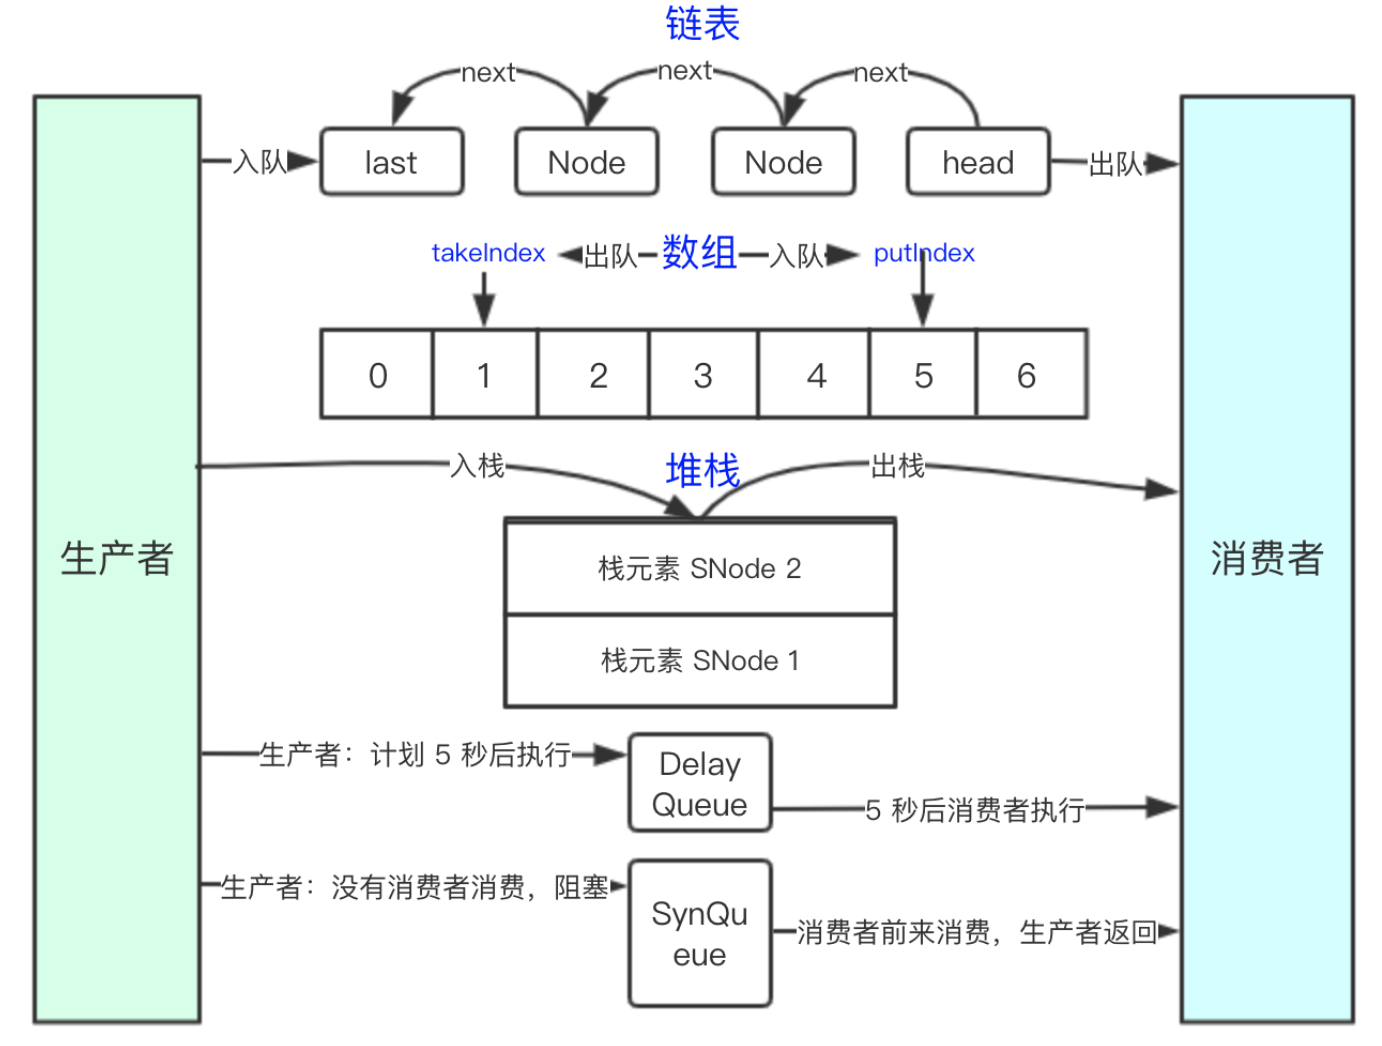 链表
next
next
next
入队
last
Node
Node
head
出队
takeIndex
出队
数组
入队
putIndex
0
1
2
3
4
5
6
入栈
堆栈
出栈
生产者
消费者
栈元素 SNode 2
栈元素 SNode 1
生产者：计划 5 秒后执行
Delay
Queue
5 秒后消费者执行
生产者：没有消费者消费，阻塞
SynQu
eue
消费者前来消费，生产者返回